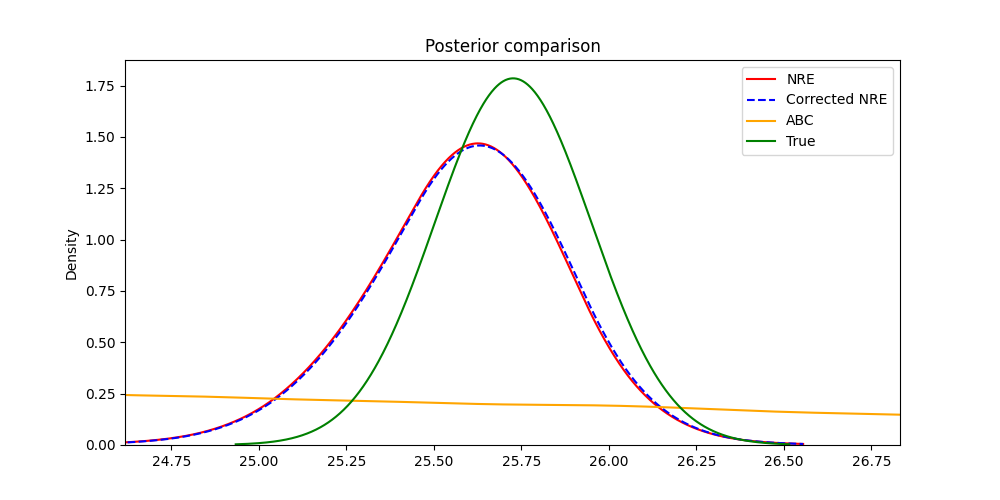 Posterior comparison
NRE
Corrected NRE
ABC
True
Density
1.75
1.50
1.25
1.00
0.75
0.50
0.25
0.00
24.75 25.00 25.25 25.50 25.75 26.00 26.25 26.50 26.75